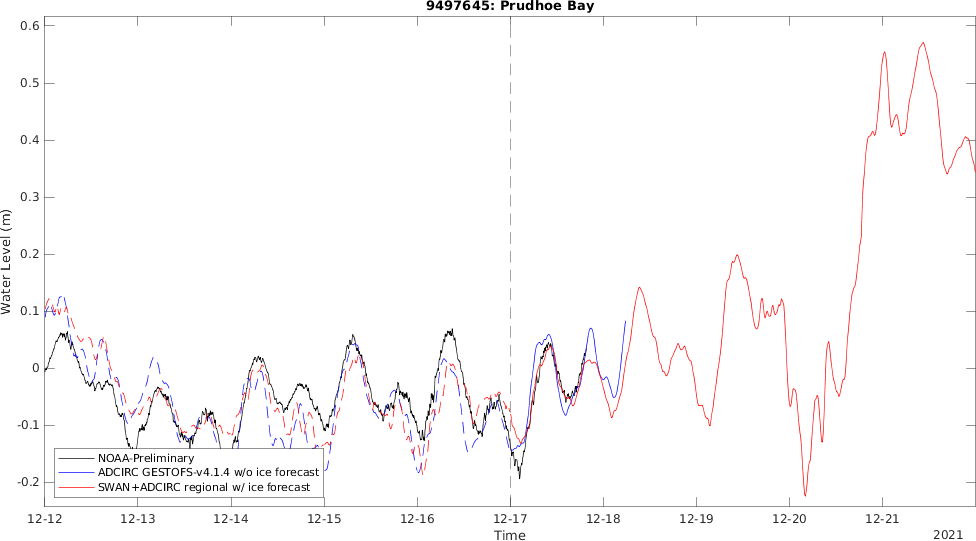 9497645: Prudhoe Bay
0.6
0.5
0.4
0.3
0.2
0.1
0
-0.1
-0.2
Water Level (m)
NOAA-Preliminary
ADCIRC GESTOFS-v4.1.4 w/o ice forecast
SWAN+ADCIRC regional w/ ice forecast
12-12 12-13 12-14 12-15 12-16 12-17 12-18 12-19 12-20 12-21
Time
2021